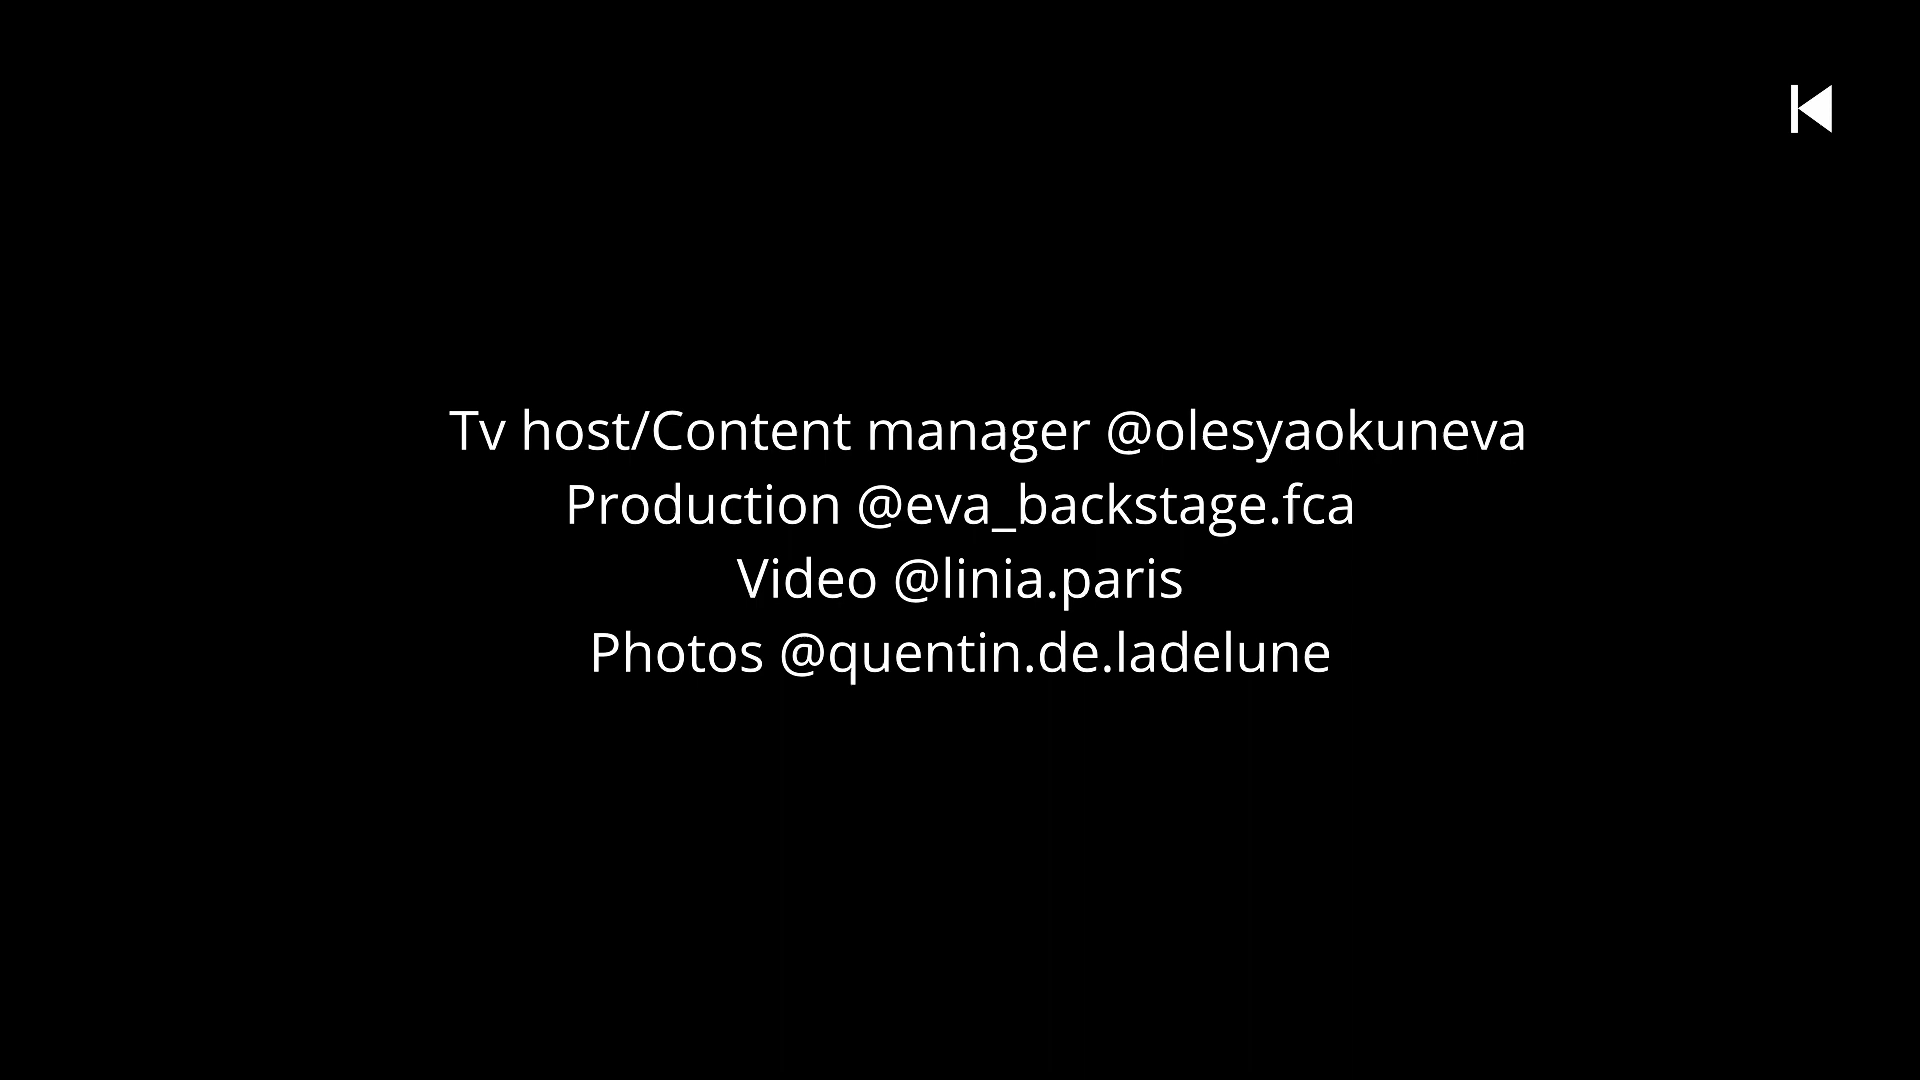 Tv host/Content manager @olesyaokuneva
Production @eva_backstage.fca
Video @linia.paris
Photos @quentin.de.ladelune